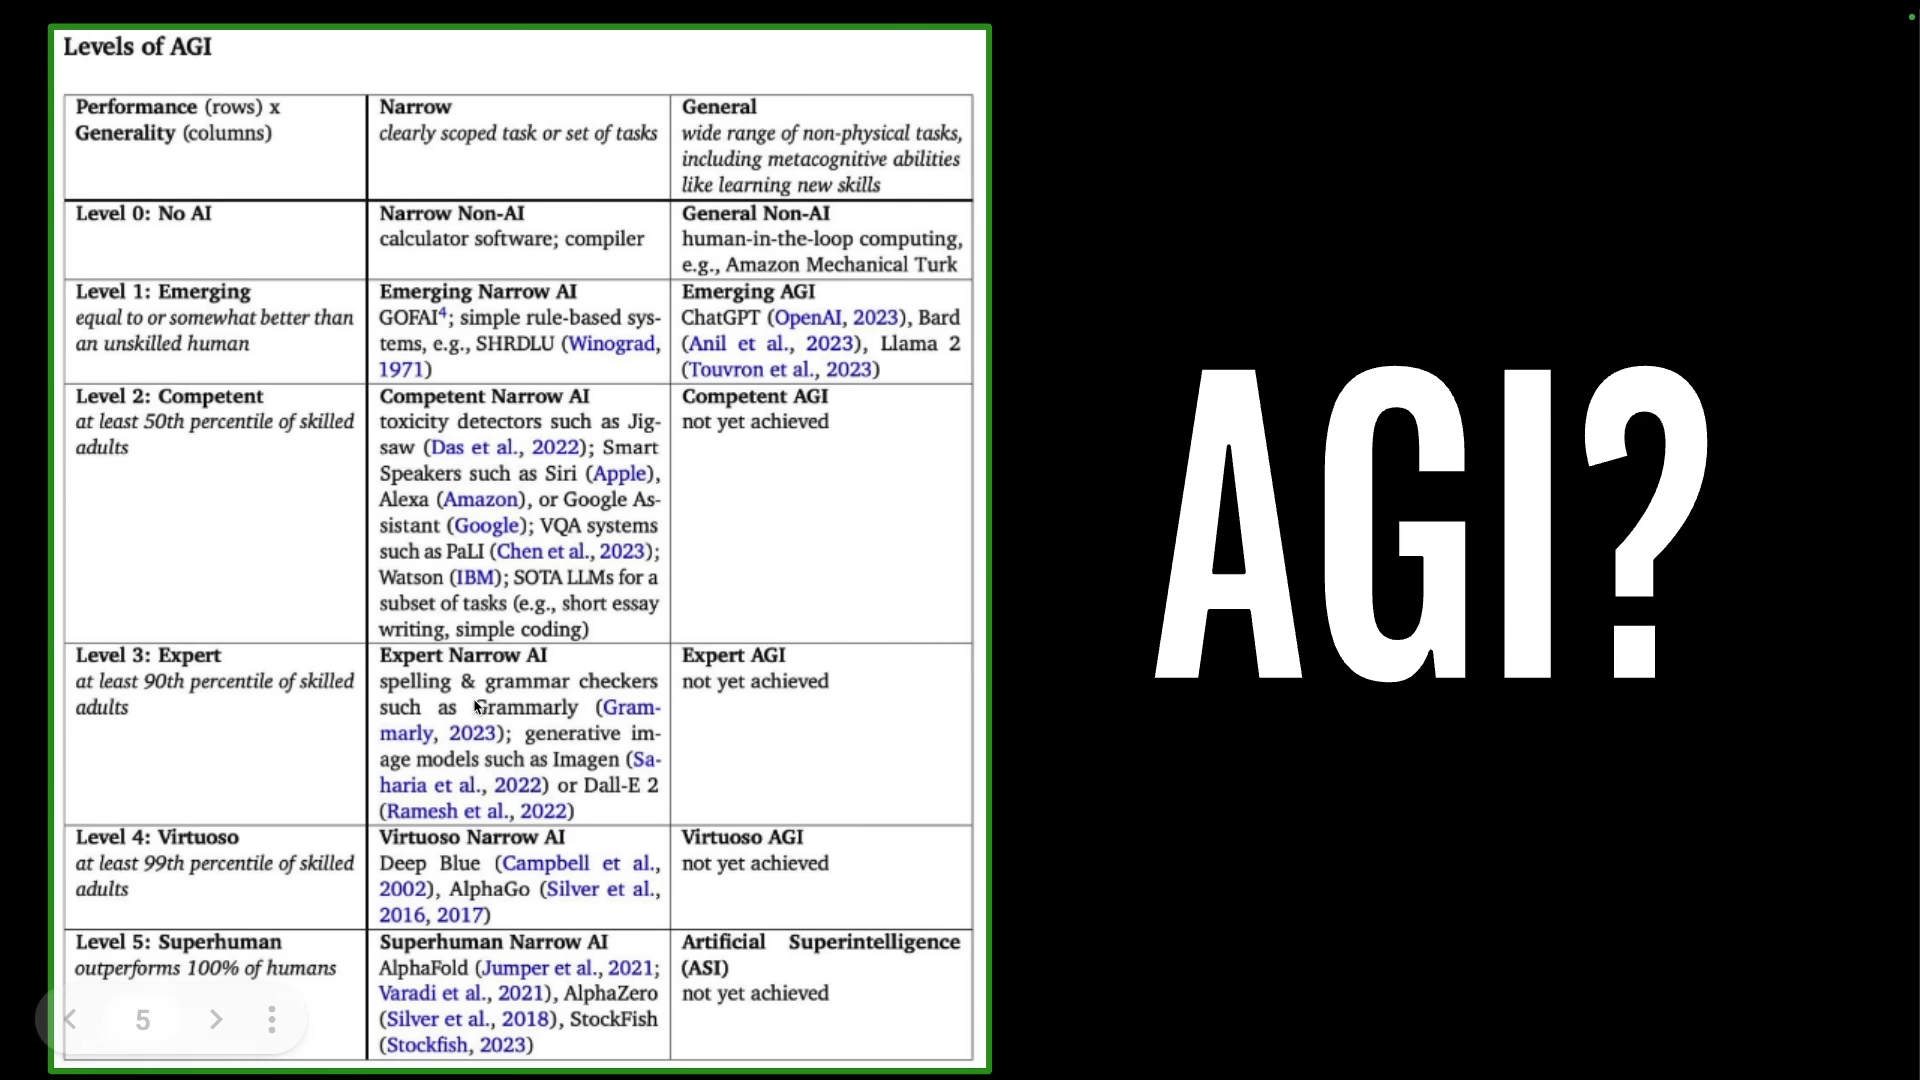 Levels of AGI
Performance (rows) x
Generality (columns)
Narrow
clearly scoped task or set of tasks
General
wide range of non-physical tasks,
including metacognitive abilities
like learning new skills
Level 0: No AI
Narrow Non-AI
calculator software; compiler
General Non-AI
human-in-the-loop computing,
e.g., Amazon Mechanical Turk
Level 1: Emerging
equal to or somewhat better than
an unskilled human
Emerging Narrow AI
GOFAI4; simple rule-based sys-
tems, e.g., SHRDLU (Winograd,
1971)
Emerging AGI
ChatGPT (OpenAI, 2023), Bard
(Anil et al., 2023), Llama 2
(Touvron et al., 2023)
Level 2: Competent
at least 50th percentile of skilled
adults
Competent Narrow AI
toxicity detectors such as Jig-
saw (Das et al., 2022); Smart
Speakers such as Siri (Apple),
Alexa (Amazon), or Google As-
sistant (Google); VQA systems
such as PaLI (Chen et al., 2023);
Watson (IBM); SOTA LLMs for a
subset of tasks (e.g., short essay
writing, simple coding)
Competent AGI
not yet achieved
Level 3: Expert
at least 90th percentile of skilled
adults
Expert Narrow AI
spelling & grammar checkers
such as Grammarly (Gram-
marly, 2023); generative im-
age models such as Imagen (Sa-
haria et al., 2022) or Dall-E 2
(Ramesh et al., 2022)
Expert AGI
not yet achieved
Level 4: Virtuoso
at least 99th percentile of skilled
adults
Virtuoso Narrow AI
Deep Blue (Campbell et al.,
2002), AlphaGo (Silver et al.,
2016, 2017)
Virtuoso AGI
not yet achieved
Level 5: Superhuman
outperforms 100% of humans
Superhuman Narrow AI
AlphaFold (Jumper et al., 2021;
Varadi et al., 2021), AlphaZero
(Silver et al., 2018), StockFish
(Stockfish, 2023)
Artificial Superintelligence
(ASI)
not yet achieved
5
AGI?